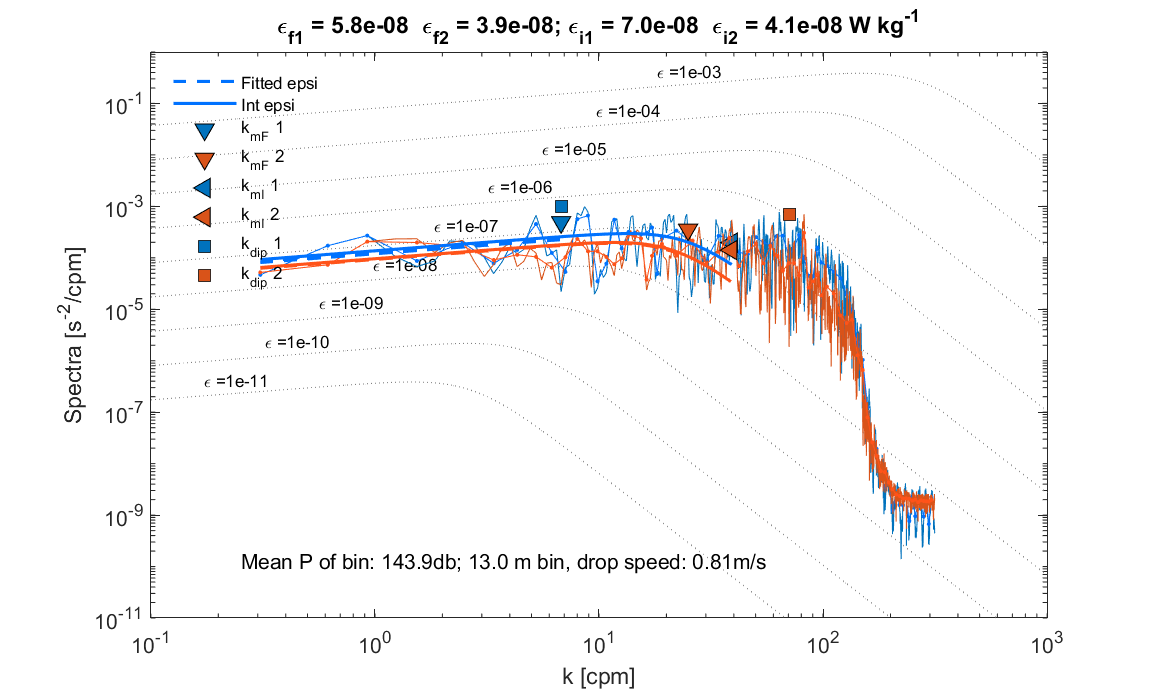 ϵf1 = 5.8e-08 ϵf2 = 3.9e-08; ϵi1 = 7.0e-08 ϵi2 = 4.1e-08 W kg-1
Fitted epsi
Int epsi
kmF 1
kmF 2
kmI 1
kmI 2
kdip 1
kdip 2
ϵ =1e-03
ϵ =1e-04
ϵ =1e-05
ϵ =1e-06
ϵ =1e-07
ϵ =1e-08
ϵ =1e-09
ϵ =1e-10
ϵ =1e-11
Mean P of bin: 143.9db; 13.0 m bin, drop speed: 0.81m/s
Spectra [s-2/cpm]
10-1
10-3
10-5
10-7
10-9
10-11
10-1 100 101 102 103
k [cpm]